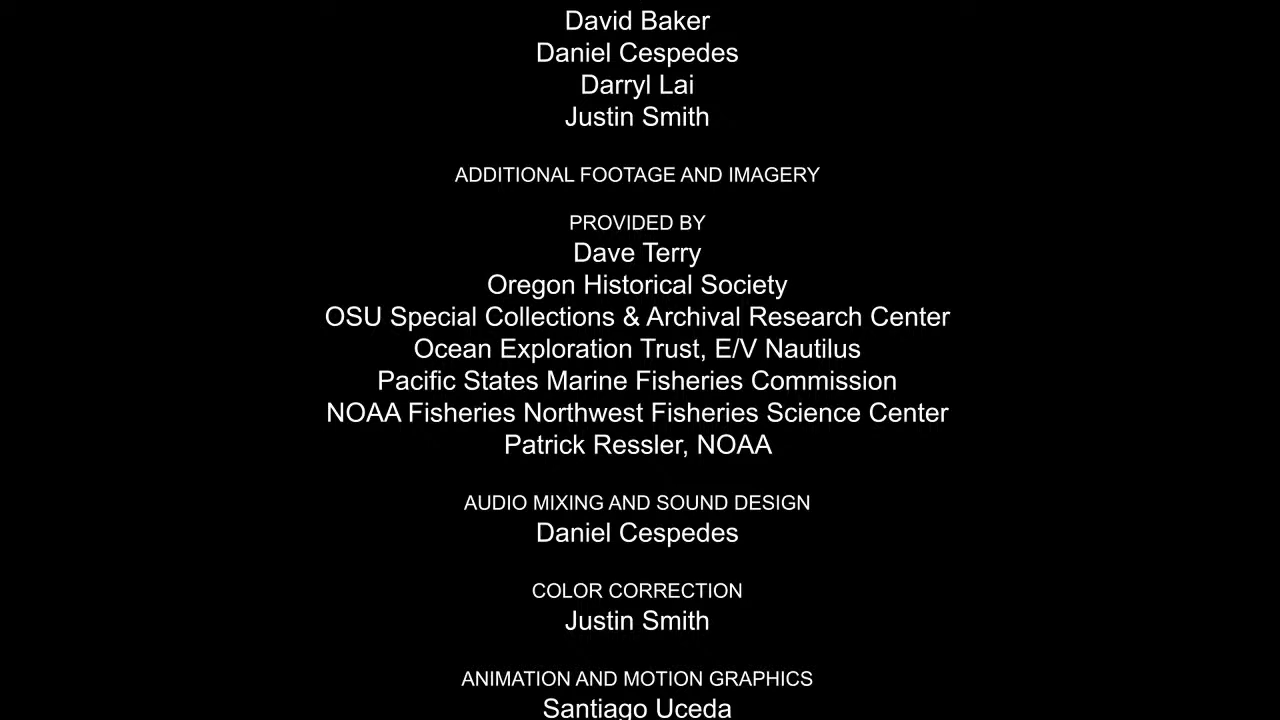 David Baker
Daniel Cespedes
Darryl Lai
Justin Smith
ADDITIONAL FOOTAGE AND IMAGERY
PROVIDED BY
Dave Terry
Oregon Historical Society
OSU Special Collections & Archival Research Center
Ocean Exploration Trust, E/V Nautilus
Pacific States Marine Fisheries Commission
NOAA Fisheries Northwest Fisheries Science Center
Patrick Ressler, NOAA
AUDIO MIXING AND SOUND DESIGN
Daniel Cespedes
COLOR CORRECTION
Justin Smith
ANIMATION AND MOTION GRAPHICS
Santiago Uceda